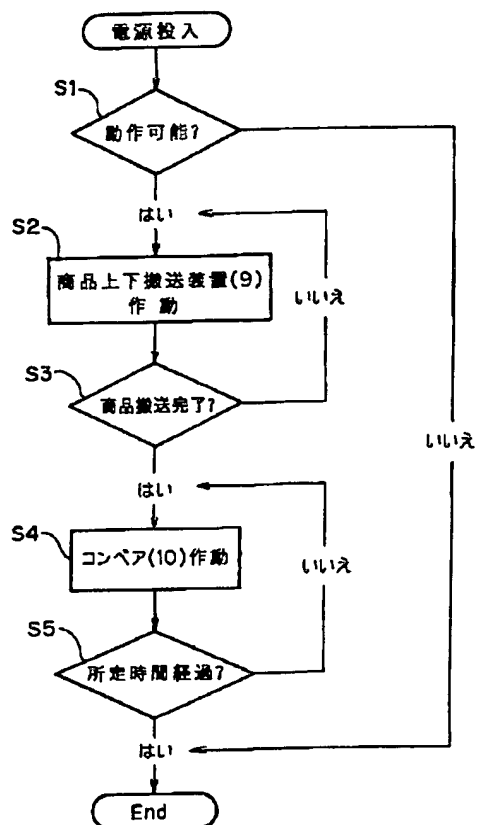 電源投入
S1
動作可能?
はい
S2
商品上下搬送装置(9)
作動
いいえ
S3
商品搬送完了?
いいえ
はい
S4
コンベア(10)作動
いいえ
S5
所定時間経過?
はい
End